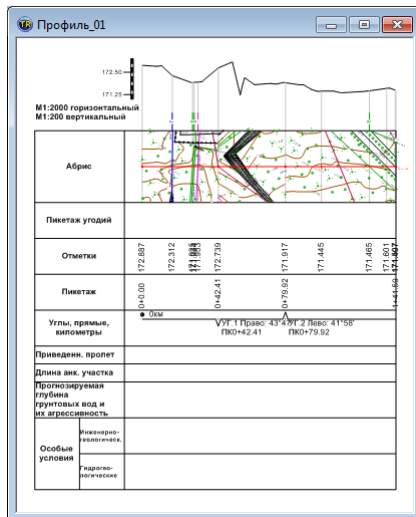 TR Профиль_01
172.50
171.25
М1:2000 горизонтальный
М1:200 вертикальный
Абрис
Пикетаж угодий
Отметки
172.887
172.312
172.739
171.917
171.445
171.465
171.601
Пикетаж
0+0.00
0+42.41
0+79.92
1+41.59
Углы, прямые,
километры
0км
УГ.1 Право: 43°47'
УГ.2 Лево: 41°58'
ПК0+42.41
ПК0+79.92
Приведенн. пролет
Длина анк. участка
Прогнозируемая
глубина
грунтовых вод и
их агрессивность
Особые
условия
Инженерно-
геологическ.
Гидрогео-
логические